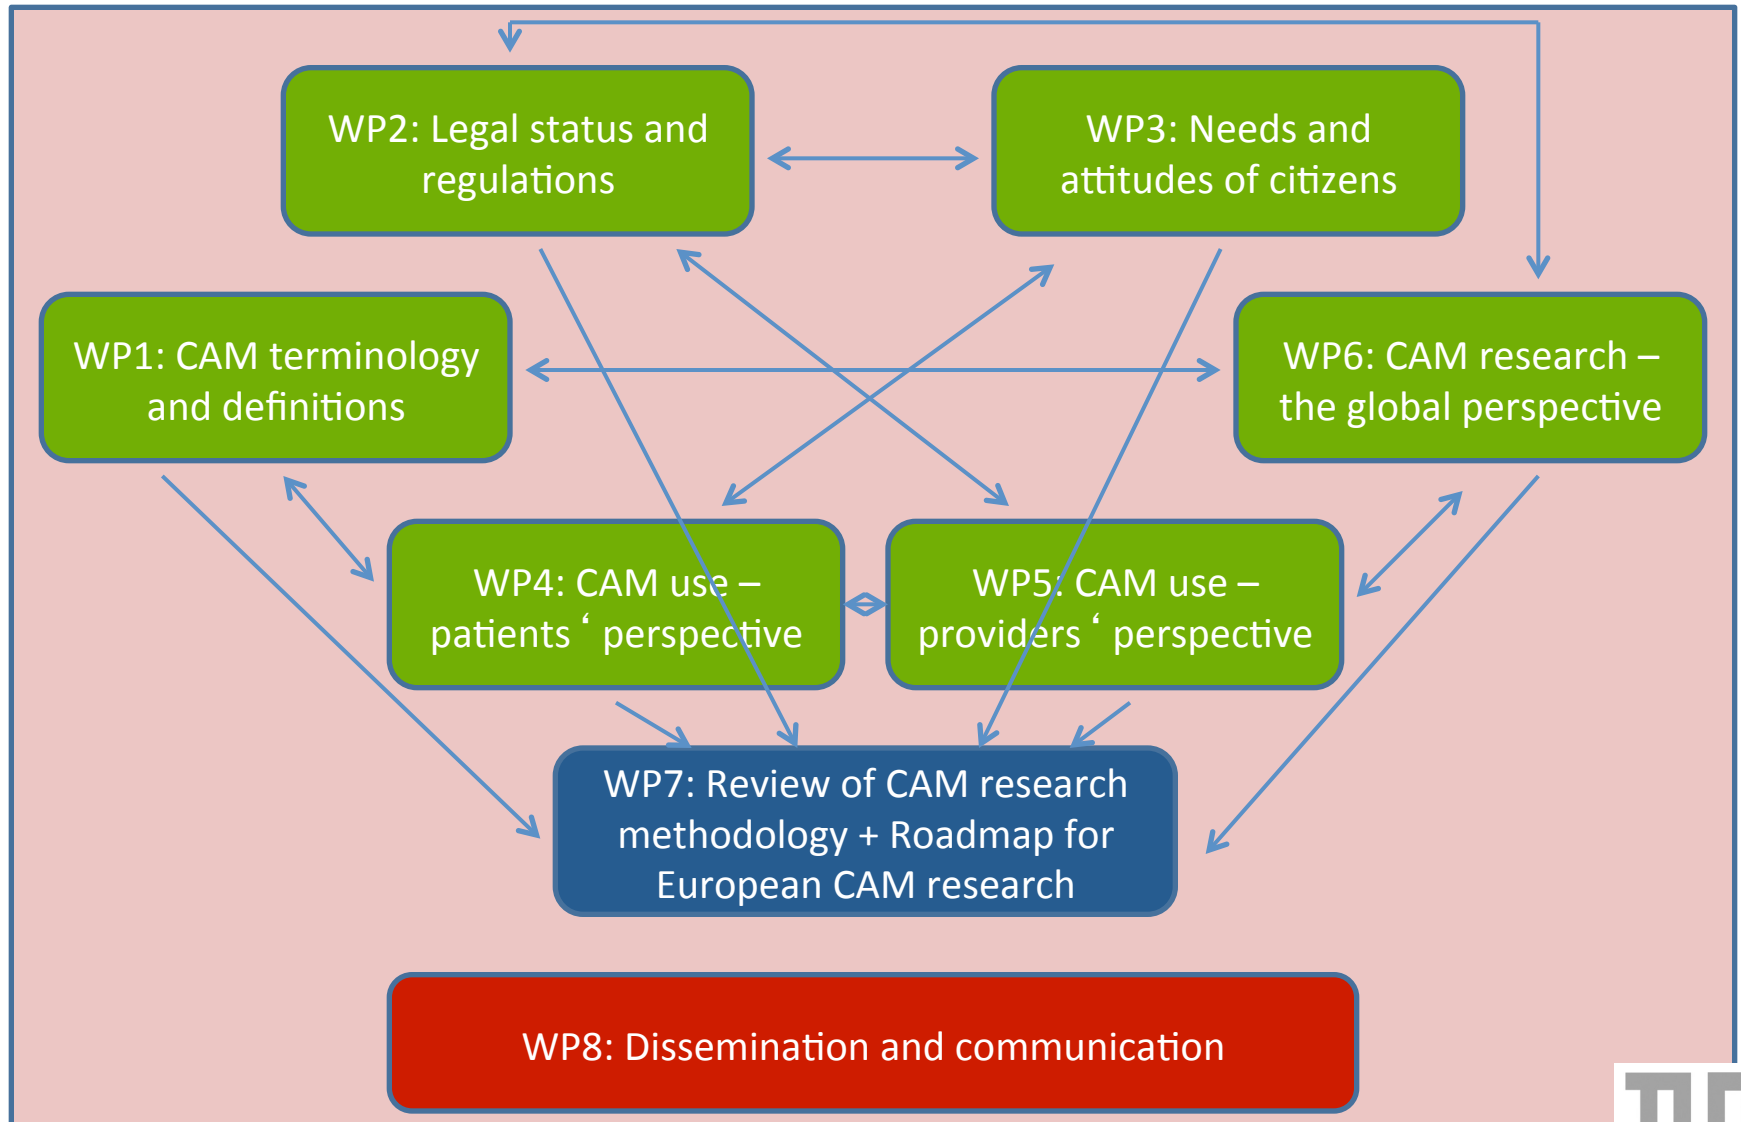 WP2: Legal status and
regulations
WP3: Needs and
attitudes of citizens
WP1: CAM terminology
and definitions
WP6: CAM research –
the global perspective
WP4: CAM use –
patients ‘ perspective
WP5: CAM use –
providers ‘ perspective
WP7: Review of CAM research
methodology + Roadmap for
European CAM research
WP8: Dissemination and communication